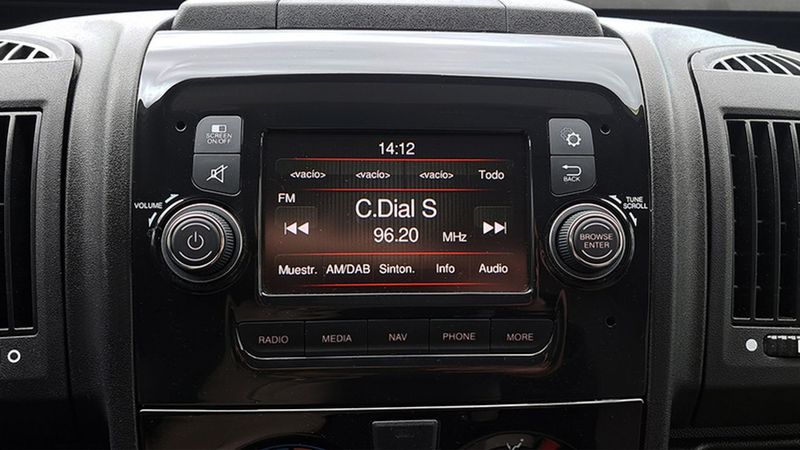 SCREEN
ON/OFF
14:12
BACK
<vacío> <vacío> <vacío> Todo
VOLUME
TUNE
SCROLL
FM
C.Dial S
96.20 MHz
BROWSE
ENTER
Muestr. AM/DAB Sinton. Info Audio
RADIO MEDIA NAV PHONE MORE